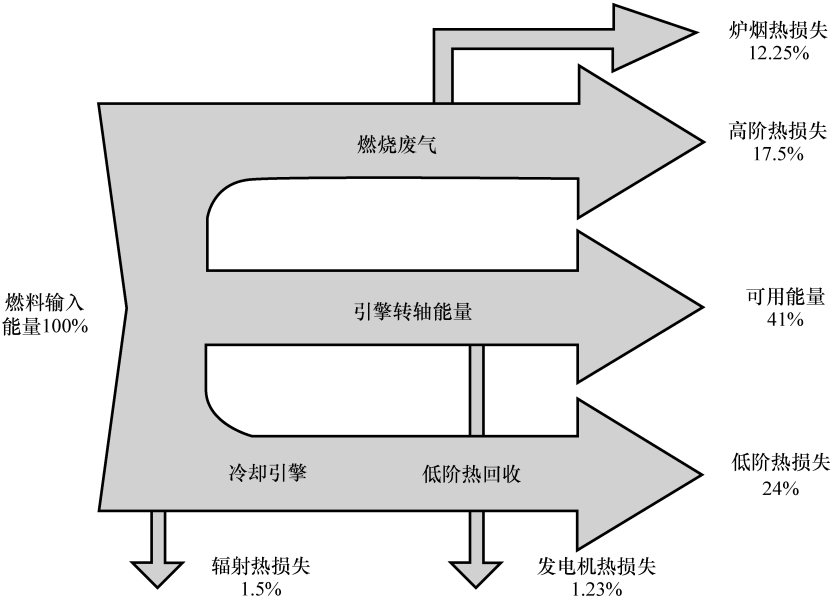 炉烟热损失
12.25%
燃烧废气
高阶热损失
17.5%
燃料输入
能量100%
引擎转轴能量
可用能量
41%
冷却引擎
低阶热回收
低阶热损失
24%
辐射热损失
1.5%
发电机热损失
1.23%